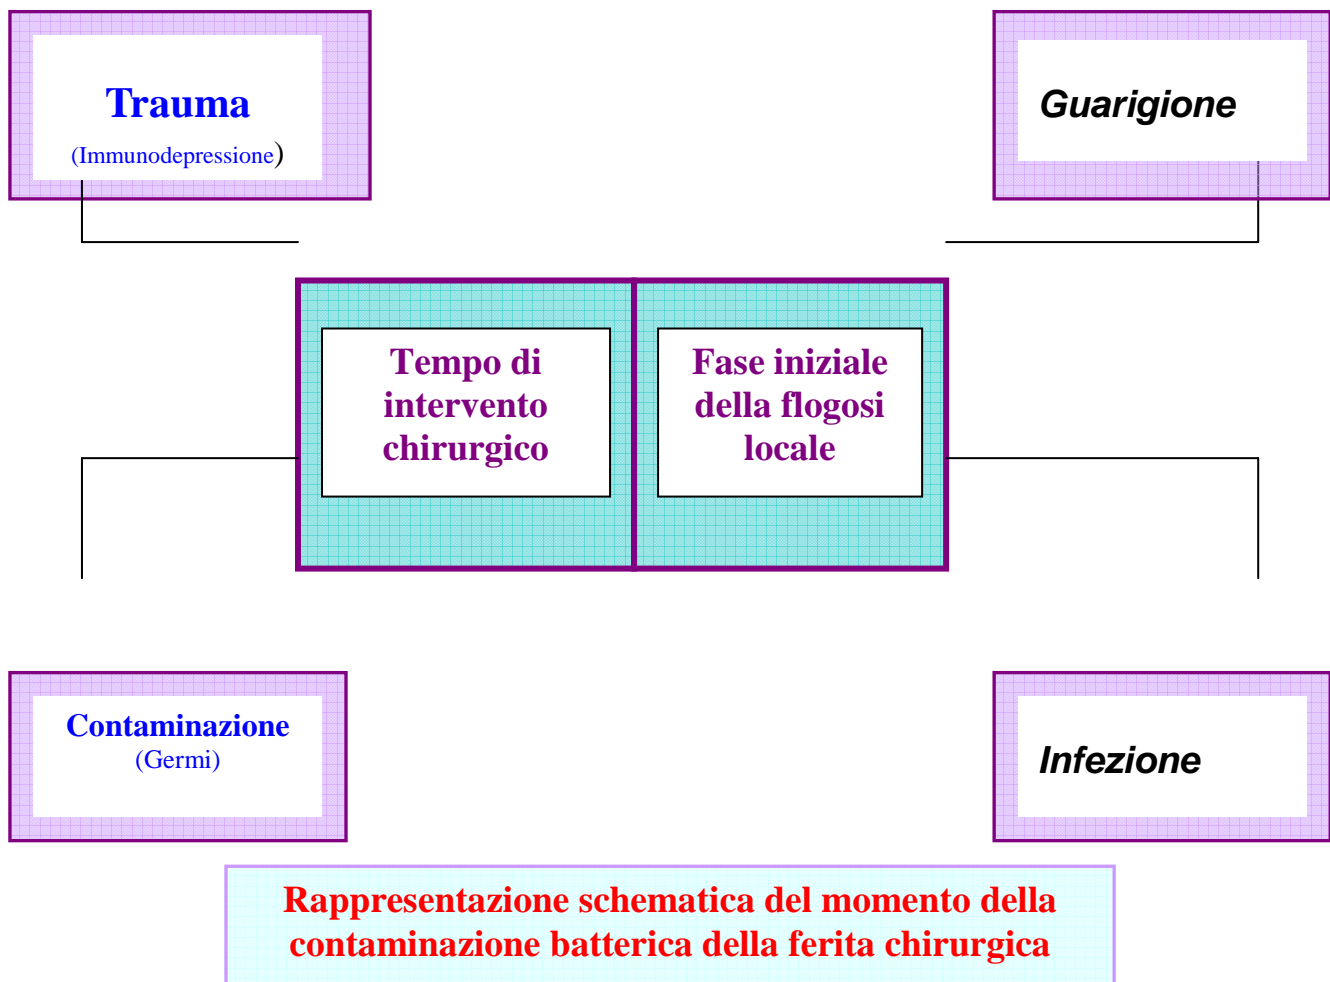 Trauma
(Immunodepressione)
Guarigione
Tempo di
intervento
chirurgico
Fase iniziale
della flogosi
locale
Contaminazione
(Germi)
Infezione
Rappresentazione schematica del momento della
contaminazione batterica della ferita chirurgica